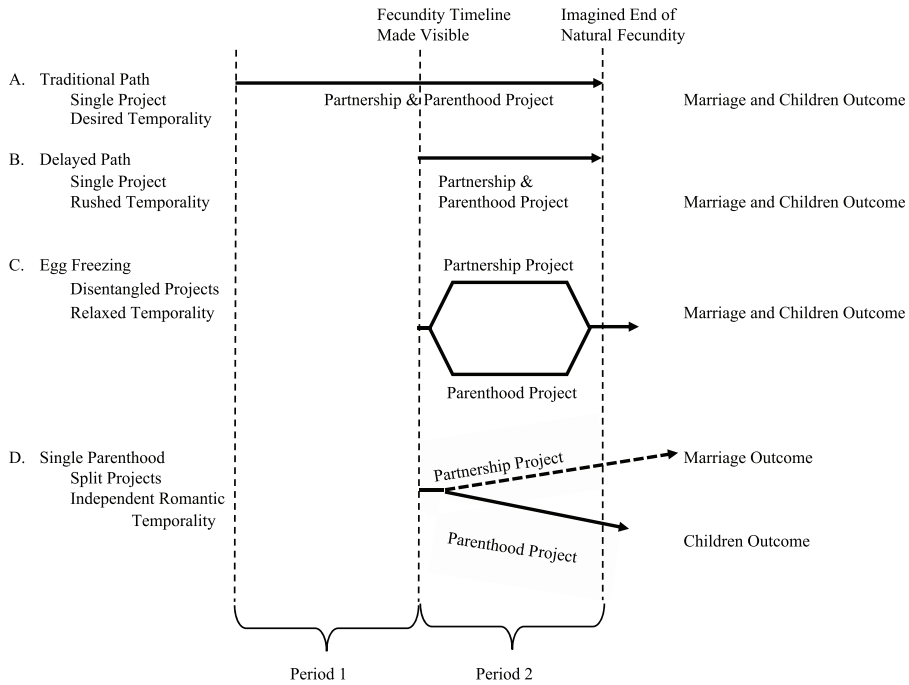 Fecundity Timeline
Made Visible
Imagined End of
Natural Fecundity
A. Traditional Path
Single Project
Desired Temporality
Partnership & Parenthood Project
Marriage and Children Outcome
B. Delayed Path
Single Project
Rushed Temporality
Partnership &
Parenthood Project
Marriage and Children Outcome
C. Egg Freezing
Disentangled Projects
Relaxed Temporality
Partnership Project
Parenthood Project
Marriage and Children Outcome
D. Single Parenthood
Split Projects
Independent Romantic
Temporality
Partnership Project
Parenthood Project
Marriage Outcome
Children Outcome
Period 1
Period 2